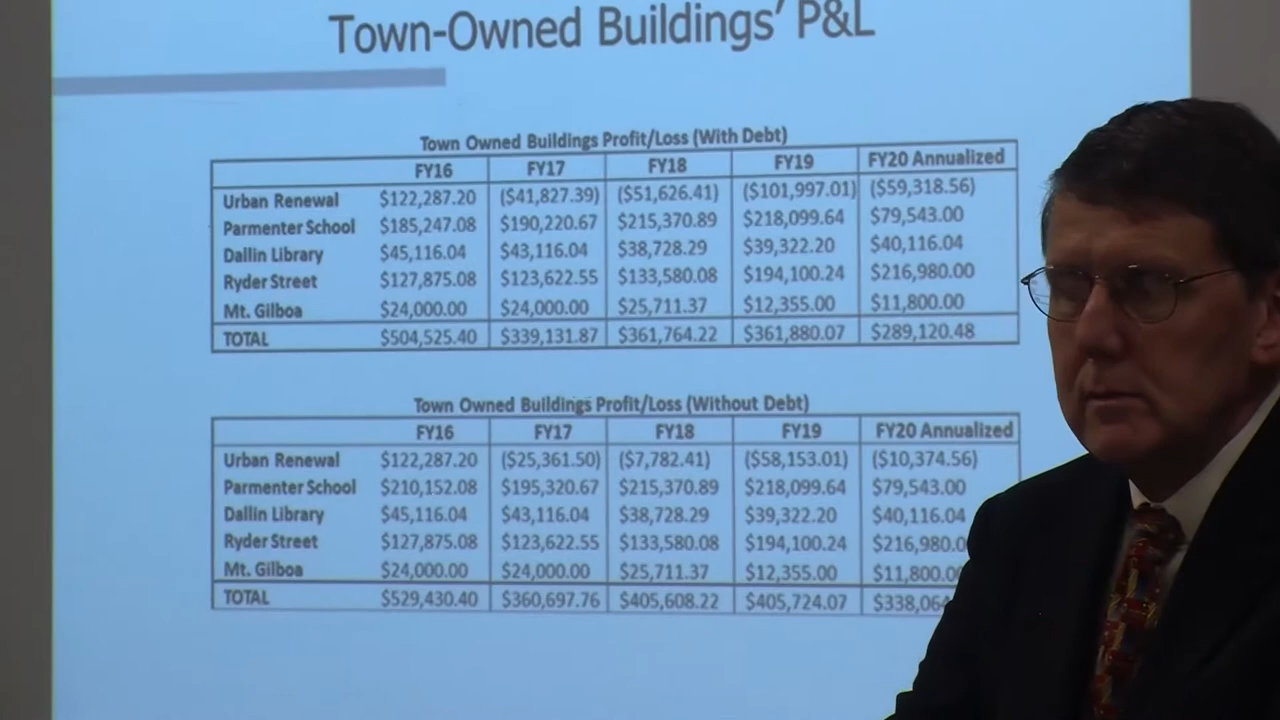 Town-Owned Buildings' P&L
Town Owned Buildings Profit/Loss (With Debt)
FY16 FY17 FY18 FY19 FY20 Annualized
Urban Renewal $122,287.20 ($41,827.39) ($51,626.41) ($101,997.01) ($59,318.56)
Parmenter School $185,247.08 $190,220.67 $215,370.89 $218,099.64 $79,543.00
Dallin Library $45,116.04 $43,116.04 $38,728.29 $39,322.20 $40,116.04
Ryder Street $127,875.08 $123,622.55 $133,580.08 $194,100.24 $216,980.00
Mt. Gilboa $24,000.00 $24,000.00 $25,711.37 $12,355.00 $11,800.00
TOTAL $504,525.40 $339,131.87 $361,764.22 $361,880.07 $289,120.48
Town Owned Buildings Profit/Loss (Without Debt)
FY16 FY17 FY18 FY19 FY20 Annualized
Urban Renewal $122,287.20 ($25,361.50) ($7,782.41) ($58,153.01) ($10,374.56)
Parmenter School $210,152.08 $195,320.67 $215,370.89 $218,099.64 $79,543.00
Dallin Library $45,116.04 $43,116.04 $38,728.29 $39,322.20 $40,116.04
Ryder Street $127,875.08 $123,622.55 $133,580.08 $194,100.24 $216,980.0
Mt. Gilboa $24,000.00 $24,000.00 $25,711.37 $12,355.00 $11,800.00
TOTAL $529,430.40 $360,697.76 $405,608.22 $405,724.07 $338,064